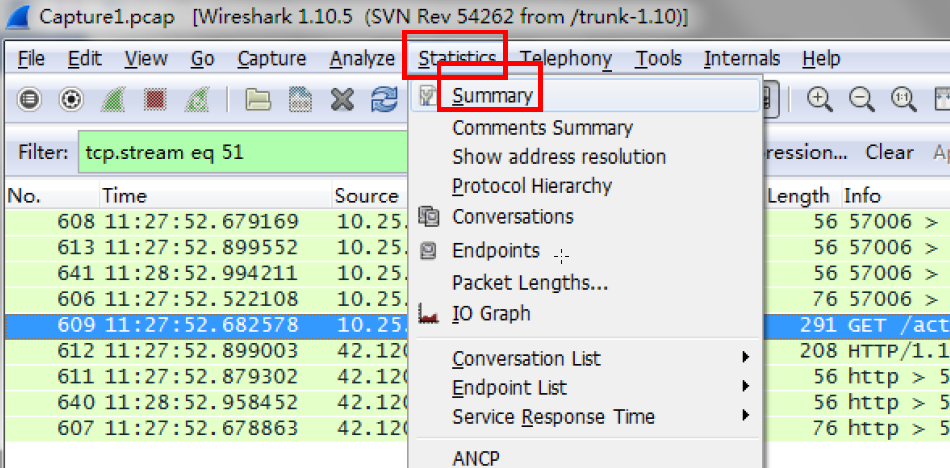 Capture1.pcap [Wireshark 1.10.5 (SVN Rev 54262 from /trunk-1.10)]
File Edit View Go Capture Analyze Statistics Telephony Tools Internals Help
Summary
Filter: tcp.stream eq 51 Clear
Comments Summary
Show address resolution
Protocol Hierarchy
Conversations
Endpoints
Packet Lengths...
IO Graph
Conversation List
Endpoint List
Service Response Time
ANCP
No. Time Source Length Info
608 11:27:52.679169 10.25. 56 57006 >
613 11:27:52.899552 10.25. 56 57006 >
641 11:28:52.994211 10.25. 56 57006 >
606 11:27:52.522108 10.25. 76 57006 >
609 11:27:52.682578 10.25. 291 GET /act
612 11:27:52.899003 42.120 208 HTTP/1.1
611 11:27:52.879302 42.120 56 http > 5
640 11:28:52.958452 42.120 56 http > 5
607 11:27:52.678863 42.120 76 http > 5